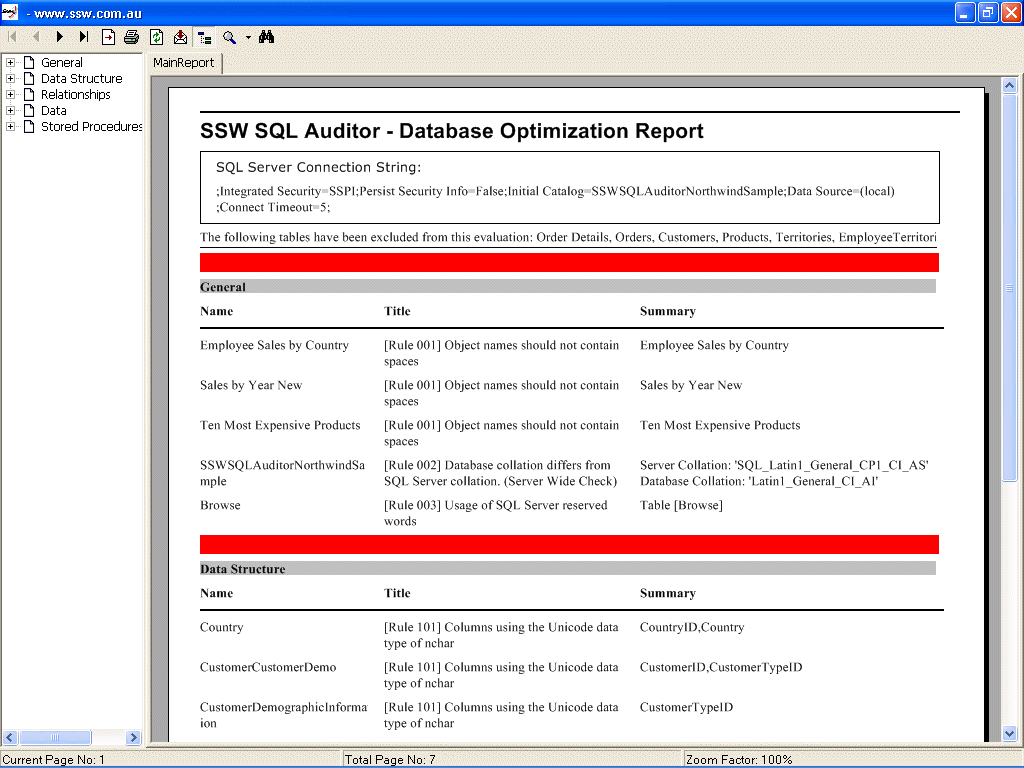 - www.ssw.com.au
General
Data Structure
Relationships
Data
Stored Procedures
MainReport
SSW SQL Auditor - Database Optimization Report
SQL Server Connection String:
;Integrated Security=SSPI;Persist Security Info=False;Initial Catalog=SSWSQLAuditorNorthwindSample;Data Source=(local)
;Connect Timeout=5;
The following tables have been excluded from this evaluation: Order Details, Orders, Customers, Products, Territories, EmployeeTerritori
General
Name Title Summary
Employee Sales by Country [Rule 001] Object names should not contain Employee Sales by Country
spaces
Sales by Year New [Rule 001] Object names should not contain Sales by Year New
spaces
Ten Most Expensive Products [Rule 001] Object names should not contain Ten Most Expensive Products
spaces
SSWSQLAuditorNorthwindSa [Rule 002] Database collation differs from Server Collation: 'SQL_Latin1_General_CP1_CI_AS'
mple SQL Server collation. (Server Wide Check) Database Collation: 'Latin1_General_CI_AI'
Browse [Rule 003] Usage of SQL Server reserved Table [Browse]
words
Data Structure
Name Title Summary
Country [Rule 101] Columns using the Unicode data CountryID,Country
type of nchar
CustomerCustomerDemo [Rule 101] Columns using the Unicode data CustomerID,CustomerTypeID
type of nchar
CustomerDemographicInforma [Rule 101] Columns using the Unicode data CustomerTypeID
ion type of nchar
Current Page No: 1 Total Page No: 7 Zoom Factor: 100%